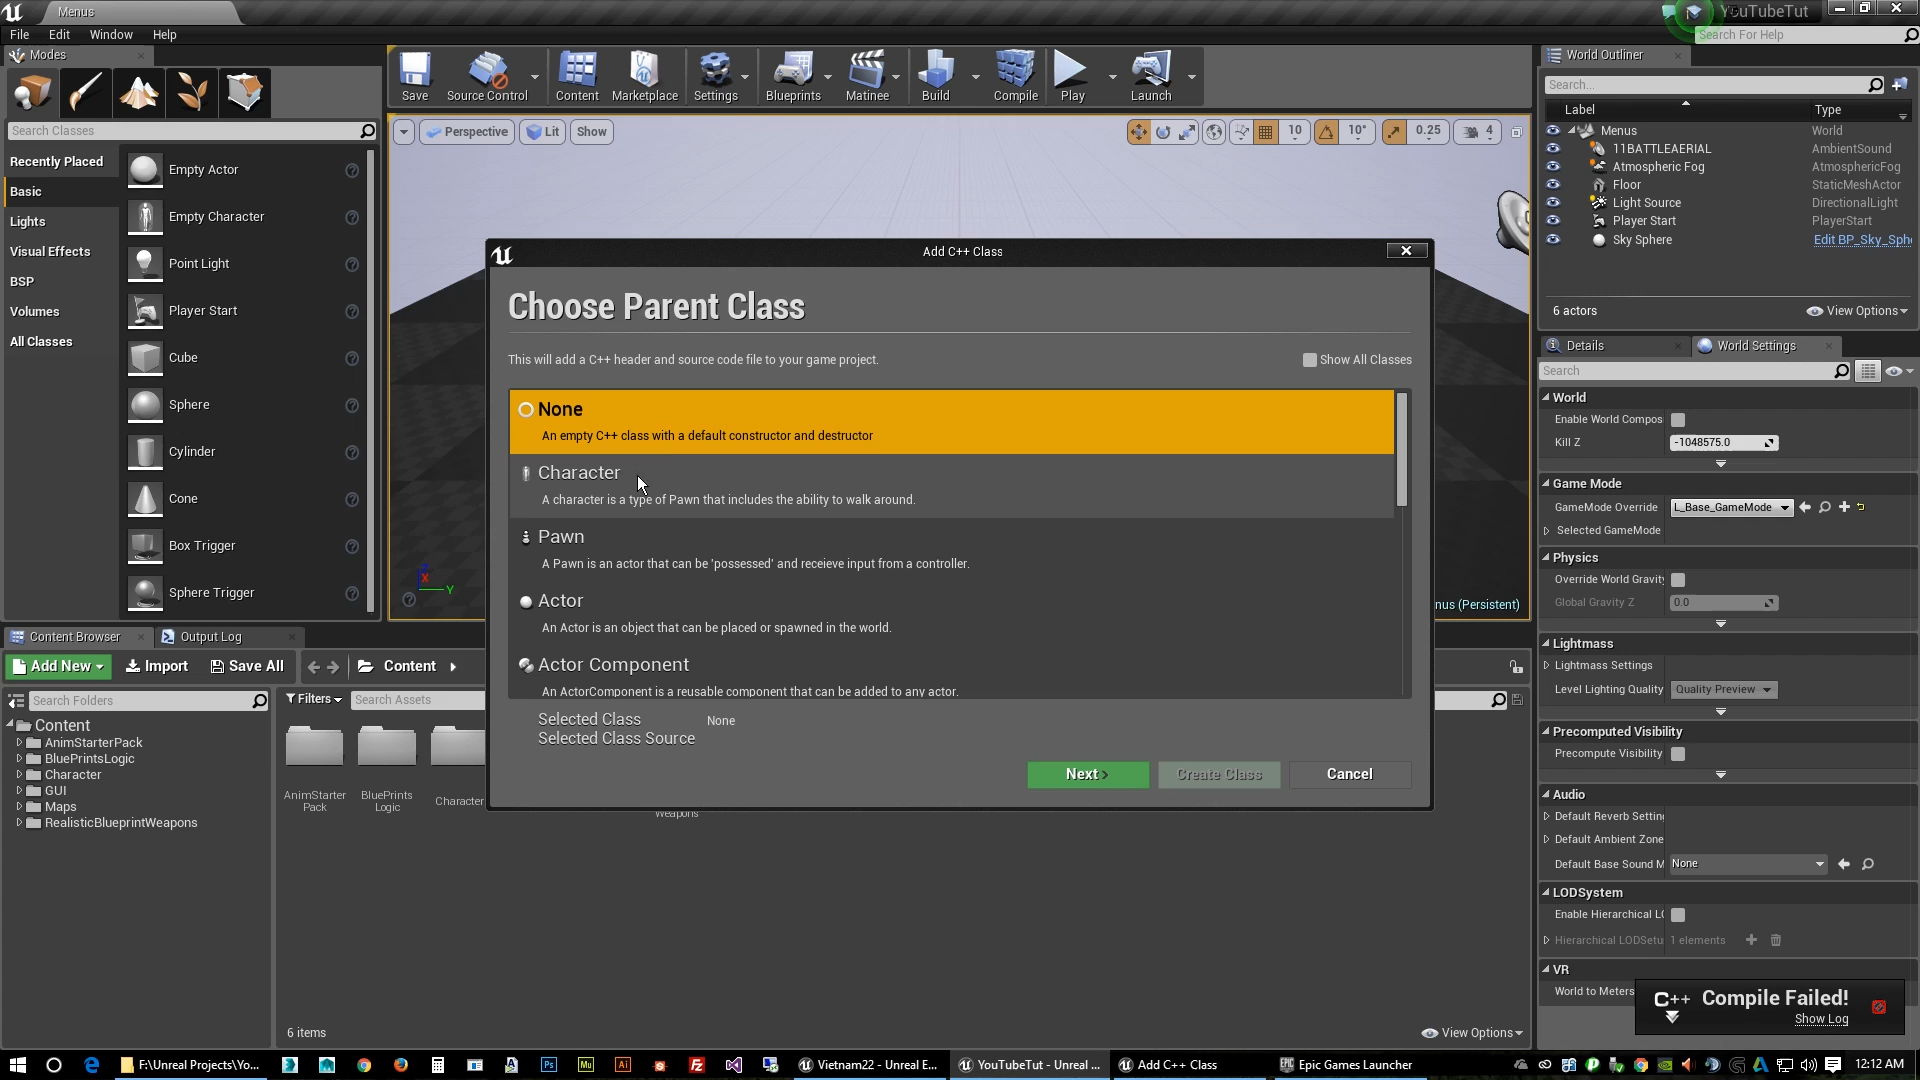 Menus
YouTubeTut
File Edit Window Help
Search For Help
Modes
Search Classes
Recently Placed
Basic
Lights
Visual Effects
BSP
Volumes
All Classes
Empty Actor
Empty Character
Point Light
Player Start
Cube
Sphere
Cylinder
Cone
Box Trigger
Sphere Trigger
Save
Source Control
Content
Marketplace
Settings
Blueprints
Matinee
Build
Compile
Play
Launch
Perspective
Lit
Show
10
10°
0.25
4
X
Y
nus (Persistent)
World Outliner
Search...
Label Type
Menus World
11BATTLEAERIAL AmbientSound
Atmospheric Fog AtmosphericFog
Floor StaticMeshActor
Light Source DirectionalLight
Player Start PlayerStart
Sky Sphere Edit BP_Sky_Sph
6 actors
View Options
Details
World Settings
Search
World
Enable World Compos
Kill Z -1048575.0
Game Mode
GameMode Override L_Base_GameMode
Selected GameMode
Physics
Override World Gravit
Global Gravity Z 0.0
Lightmass
Lightmass Settings
Level Lighting Quality Quality Preview
Precomputed Visibility
Precompute Visibility
Audio
Default Reverb Setting
Default Ambient Zone
Default Base Sound M None
LODSystem
Enable Hierarchical LO
Hierarchical LODSetu 1 elements
VR
World to Meters
Add C++ Class
Choose Parent Class
This will add a C++ header and source code file to your game project.
Show All Classes
None
An empty C++ class with a default constructor and destructor
Character
A character is a type of Pawn that includes the ability to walk around.
Pawn
A Pawn is an actor that can be 'possessed' and receieve input from a controller.
Actor
An Actor is an object that can be placed or spawned in the world.
Actor Component
An ActorComponent is a reusable component that can be added to any actor.
Selected Class None
Selected Class Source
Next
Create Class
Cancel
Content Browser
Output Log
Add New
Import
Save All
Content
Search Folders
Filters
Search Assets
Content
AnimStarterPack
BluePrintsLogic
Character
GUI
Maps
RealisticBlueprintWeapons
AnimStarter
Pack
BluePrints
Logic
Character
Weapons
6 items
View Options
C++
Compile Failed!
Show Log
F:\Unreal Projects\Yo...
Vietnam22 - Unreal E...
YouTubeTut - Unreal ...
Add C++ Class
Epic Games Launcher
12:12 AM